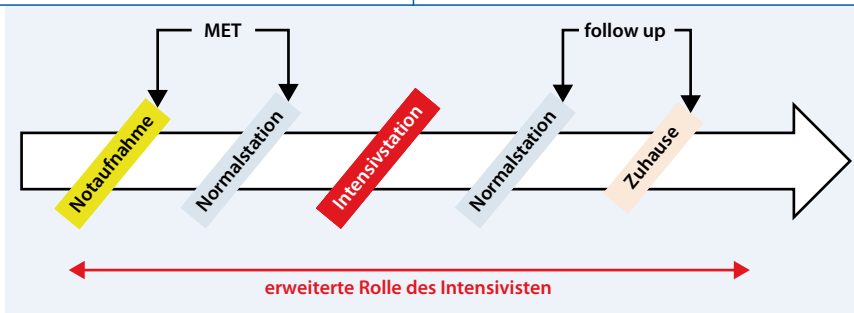 MET
follow up
Notaufnahme
Normalstation
Intensivstation
Normalstation
Zuhause
erweiterte Rolle des Intensivisten